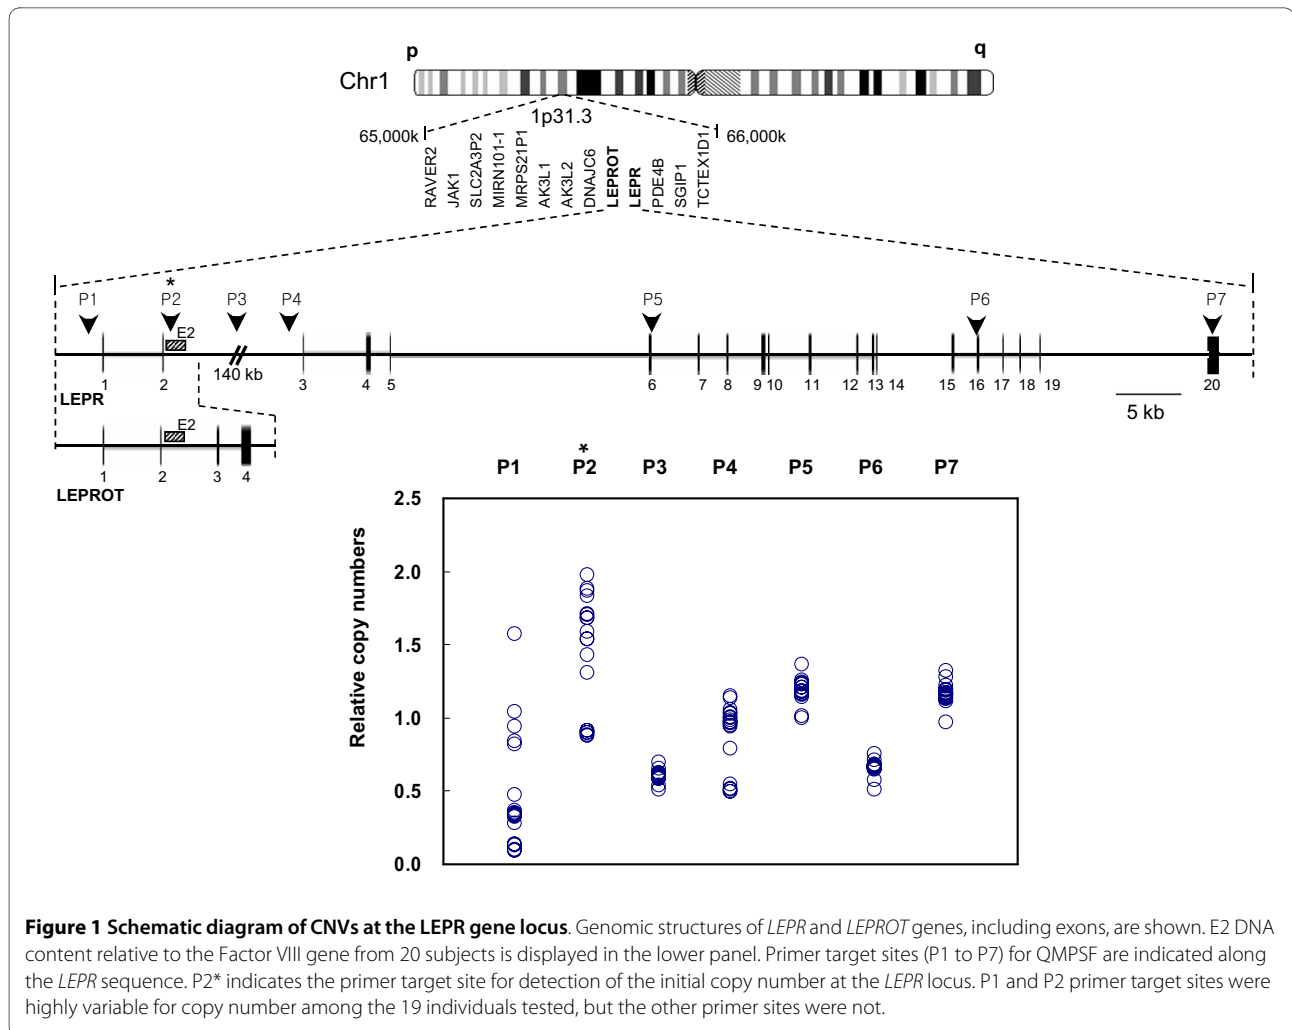 p q
Chr1
1p31.3
65,000k 66,000k
RAVER2
JAK1
SLC2A3P2
MIRN101-1
MRPS21P1
AK3L1
AK3L2
DNAJC6
LEPROT
LEPR
PDE4B
SGIP1
TCTEX1D1
*
P1 P2 P3 P4 P5 P6 P7
E2
140 kb
1 2 3 4 5 6 7 8 9 10 11 12 13 14 15 16 17 18 19 20
LEPR
5 kb
E2
1 2 3 4
LEPROT
*
P1 P2 P3 P4 P5 P6 P7
Relative copy numbers
2.5
2.0
1.5
1.0
0.5
0.0
Figure 1 Schematic diagram of CNVs at the LEPR gene locus. Genomic structures of LEPR and LEPROT genes, including exons, are shown. E2 DNA
content relative to the Factor VIII gene from 20 subjects is displayed in the lower panel. Primer target sites (P1 to P7) for QMPSF are indicated along
the LEPR sequence. P2* indicates the primer target site for detection of the initial copy number at the LEPR locus. P1 and P2 primer target sites were
highly variable for copy number among the 19 individuals tested, but the other primer sites were not.